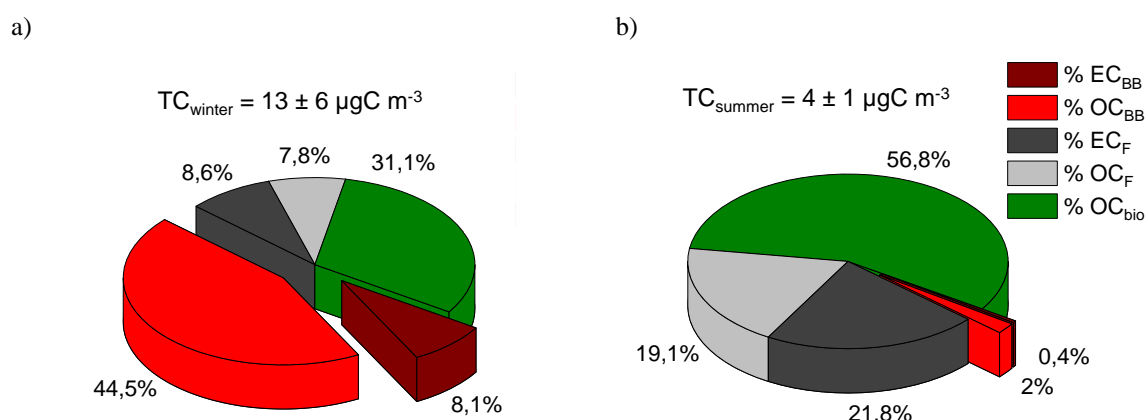 a)
TCwinter = 13 ± 6 µgC m-3
8,6%
7,8%
31,1%
44,5%
8,1%
b)
TCsummer = 4 ± 1 µgC m-3
56,8%
19,1%
21,8%
2%
0,4%
% ECBB
% OCBB
% ECF
% OCF
% OCbio